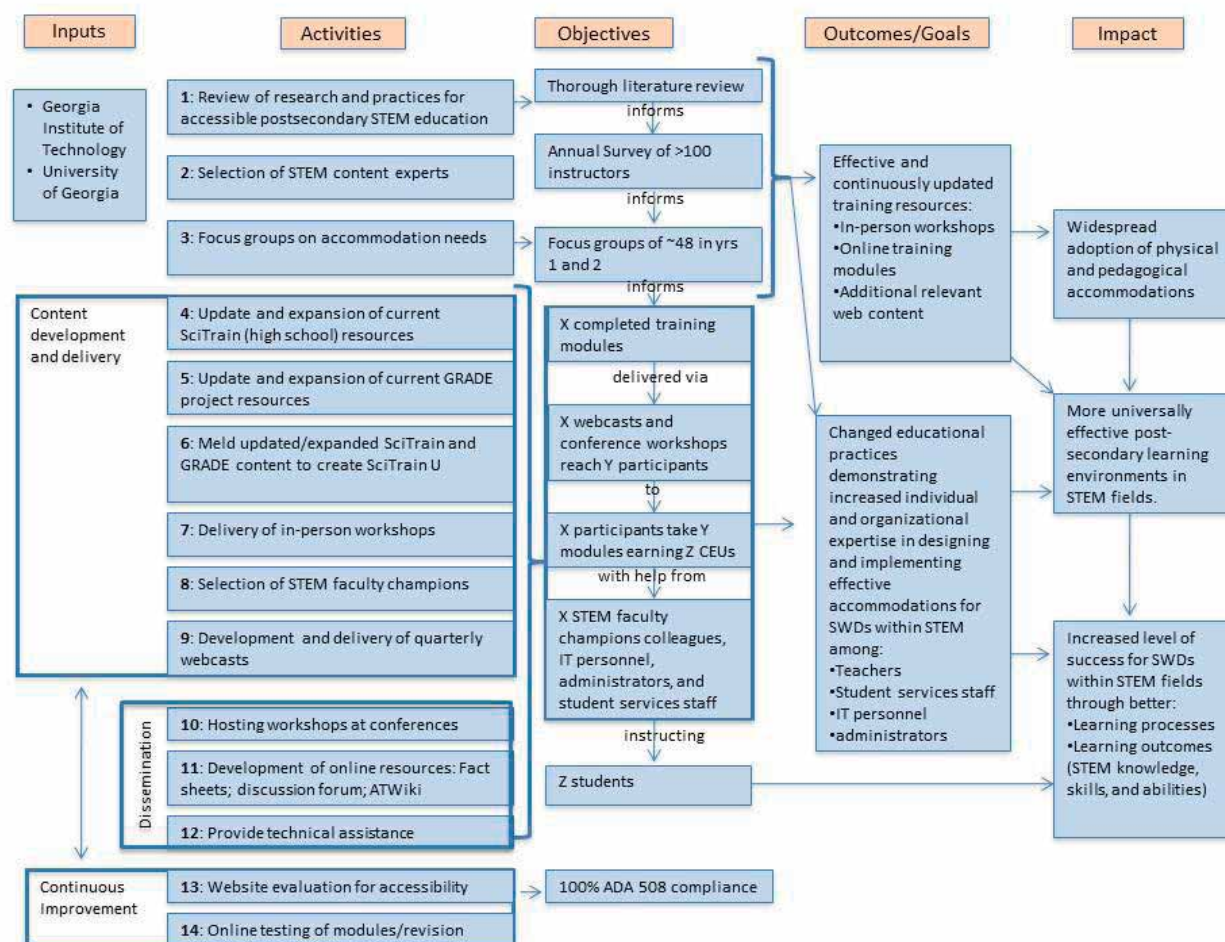 Inputs
Activities
Objectives
Outcomes/Goals
Impact
• Georgia
Institute of
Technology
• University
of Georgia
1: Review of research and practices for
accessible postsecondary STEM education
2: Selection of STEM content experts
3: Focus groups on accommodation needs
Content
development
and delivery
4: Update and expansion of current
SciTrain (high school) resources
5: Update and expansion of current GRADE
project resources
6: Meld updated/expanded SciTrain and
GRADE content to create SciTrain U
7: Delivery of in-person workshops
8: Selection of STEM faculty champions
9: Development and delivery of quarterly
webcasts
Dissemination
10: Hosting workshops at conferences
11: Development of online resources: Fact
sheets; discussion forum; ATWiki
12: Provide technical assistance
Continuous
Improvement
13: Website evaluation for accessibility
14: Online testing of modules/revision
Thorough literature review
informs
Annual Survey of >100
instructors
informs
Focus groups of ~48 in yrs
1 and 2
informs
X completed training
modules
delivered via
X webcasts and
conference workshops
reach Y participants
to
X participants take Y
modules earning Z CEUs
with help from
X STEM faculty
champions colleagues,
IT personnel,
administrators, and
student services staff
instructing
Z students
100% ADA 508 compliance
Effective and
continuously updated
training resources:
•In-person workshops
•Online training
modules
•Additional relevant
web content
Changed educational
practices
demonstrating
increased individual
and organizational
expertise in designing
and implementing
effective
accommodations for
SWDs within STEM
among:
•Teachers
•Student services staff
•IT personnel
•administrators
Widespread
adoption of physical
and pedagogical
accommodations
More universally
effective post-
secondary learning
environments in
STEM fields.
Increased level of
success for SWDs
within STEM fields
through better:
•Learning processes
•Learning outcomes
(STEM knowledge,
skills, and abilities)